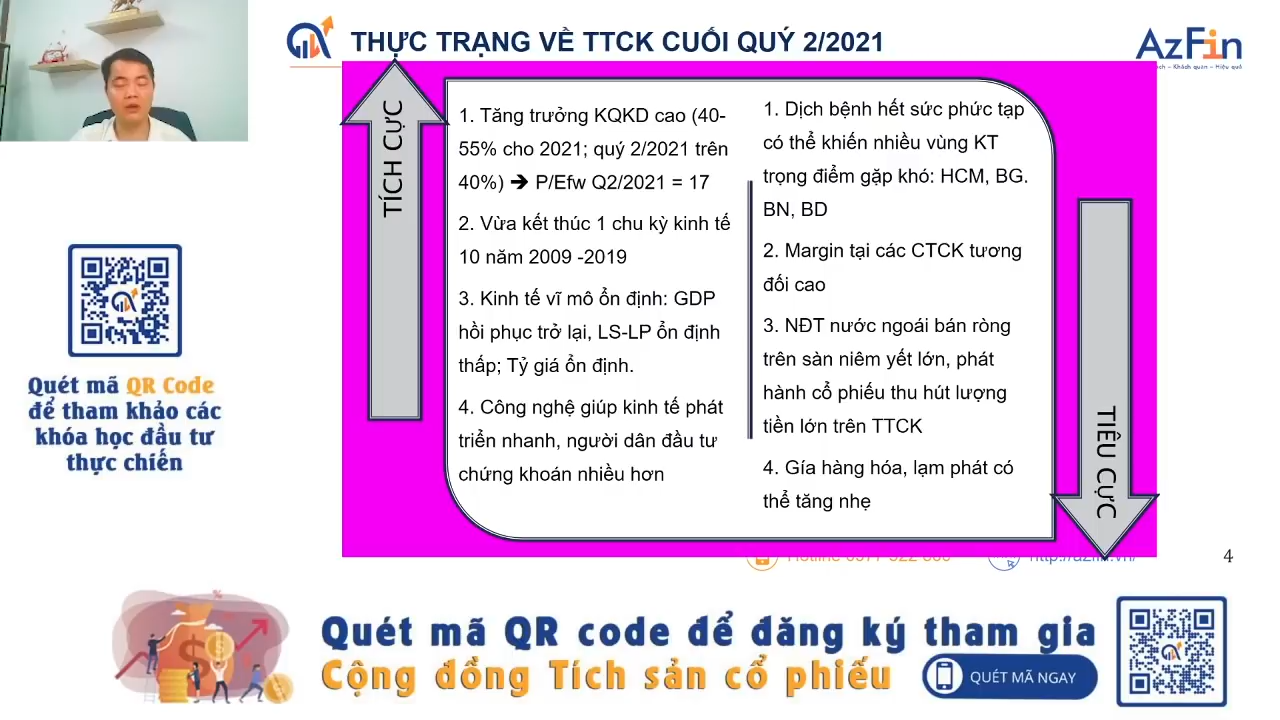 THỰC TRẠNG VỀ TTCK CUỐI QUÝ 2/2021
AzFin
TÍCH CỰC
1. Tăng trưởng KQKD cao (40-
55% cho 2021; quý 2/2021 trên
40%) ➔ P/Efw Q2/2021 = 17
2. Vừa kết thúc 1 chu kỳ kinh tế
10 năm 2009 -2019
3. Kinh tế vĩ mô ổn định: GDP
hồi phục trở lại, LS-LP ổn định
thấp; Tỷ giá ổn định.
4. Công nghệ giúp kinh tế phát
triển nhanh, người dân đầu tư
chứng khoán nhiều hơn
1. Dịch bệnh hết sức phức tạp
có thể khiến nhiều vùng KT
trọng điểm gặp khó: HCM, BG.
BN, BD
2. Margin tại các CTCK tương
đối cao
3. NĐT nước ngoài bán ròng
trên sàn niêm yết lớn, phát
hành cổ phiếu thu hút lượng
tiền lớn trên TTCK
4. Gía hàng hóa, lạm phát có
thể tăng nhẹ
TIÊU CỰC
Quét mã QR Code
để tham khảo các
khóa học đầu tư
thực chiến
4
Quét mã QR code để đăng ký tham gia
Cộng đồng Tích sản cổ phiếu
QUÉT MÃ NGAY